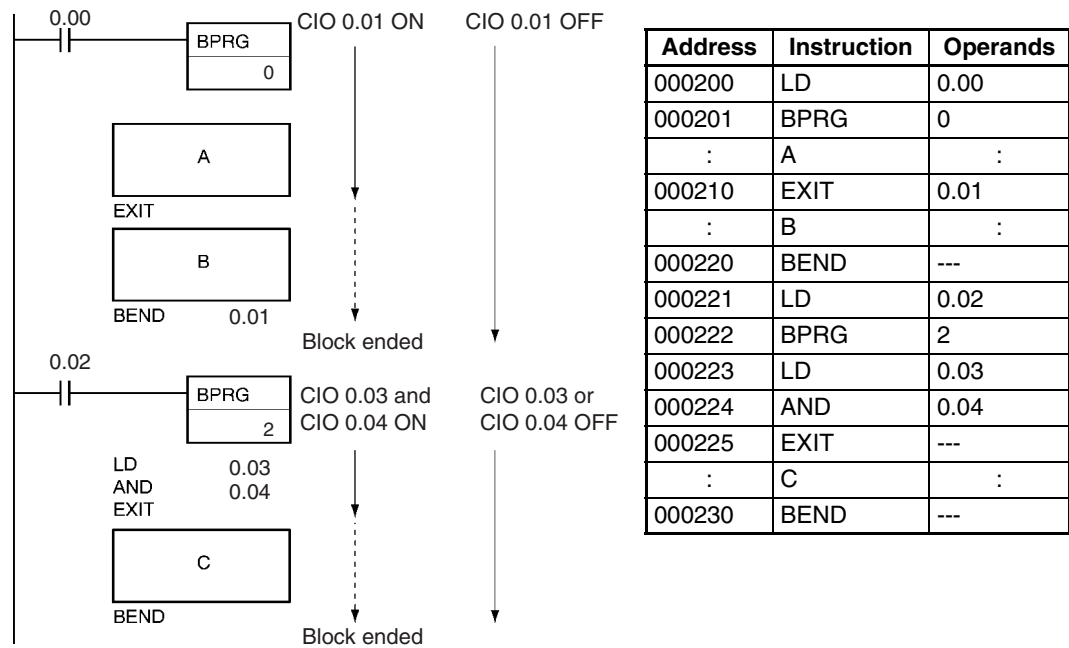 0.00
BPRG
0
CIO 0.01 ON
CIO 0.01 OFF
A
EXIT
B
BEND 0.01
Block ended
0.02
BPRG
2
CIO 0.03 and
CIO 0.04 ON
CIO 0.03 or
CIO 0.04 OFF
LD 0.03
AND 0.04
EXIT
C
BEND
Block ended
Address Instruction Operands
000200 LD 0.00
000201 BPRG 0
: A :
000210 EXIT 0.01
: B :
000220 BEND ---
000221 LD 0.02
000222 BPRG 2
000223 LD 0.03
000224 AND 0.04
000225 EXIT ---
: C :
000230 BEND ---